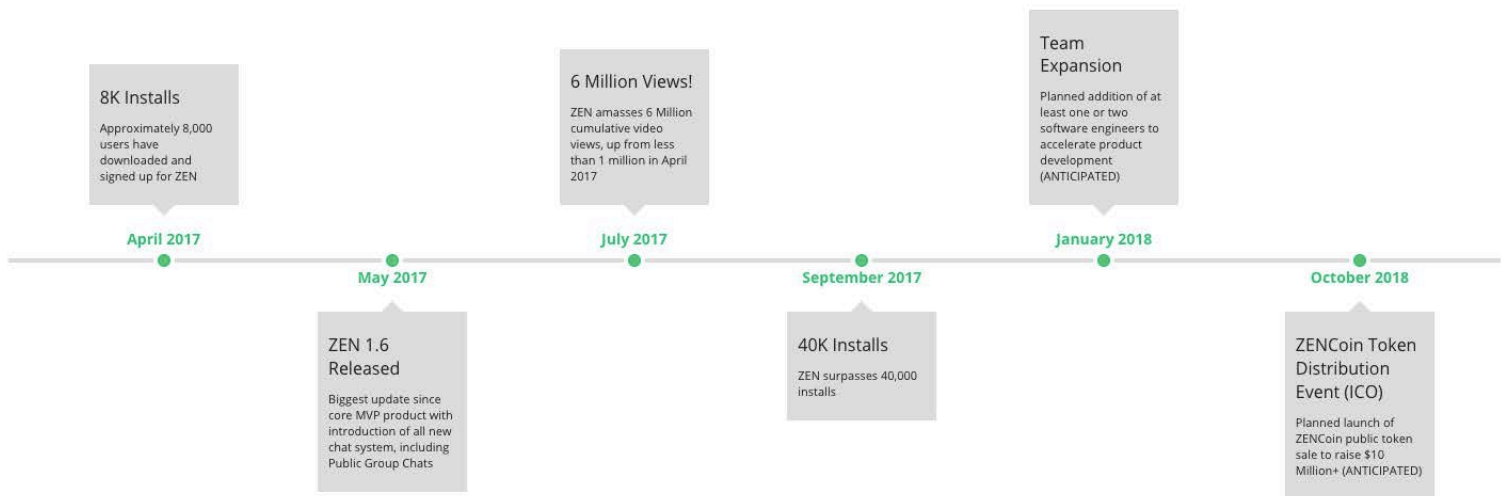 8K Installs
Approximately 8,000
users have
downloaded and
signed up for ZEN
April 2017
ZEN 1.6
Released
Biggest update since
core MVP product with
introduction of all new
chat system, including
Public Group Chats
May 2017
6 Million Views!
ZEN amasses 6 Million
cumulative video
views, up from less
than 1 million in April
2017
July 2017
September 2017
40K Installs
ZEN surpasses 40,000
installs
Team
Expansion
Planned addition of at
least one or two
software engineers to
accelerate product
development
(ANTICIPATED)
January 2018
October 2018
ZENCoin Token
Distribution
Event (ICO)
Planned launch of
ZENCoin public token
sale to raise $10
Million+ (ANTICIPATED)